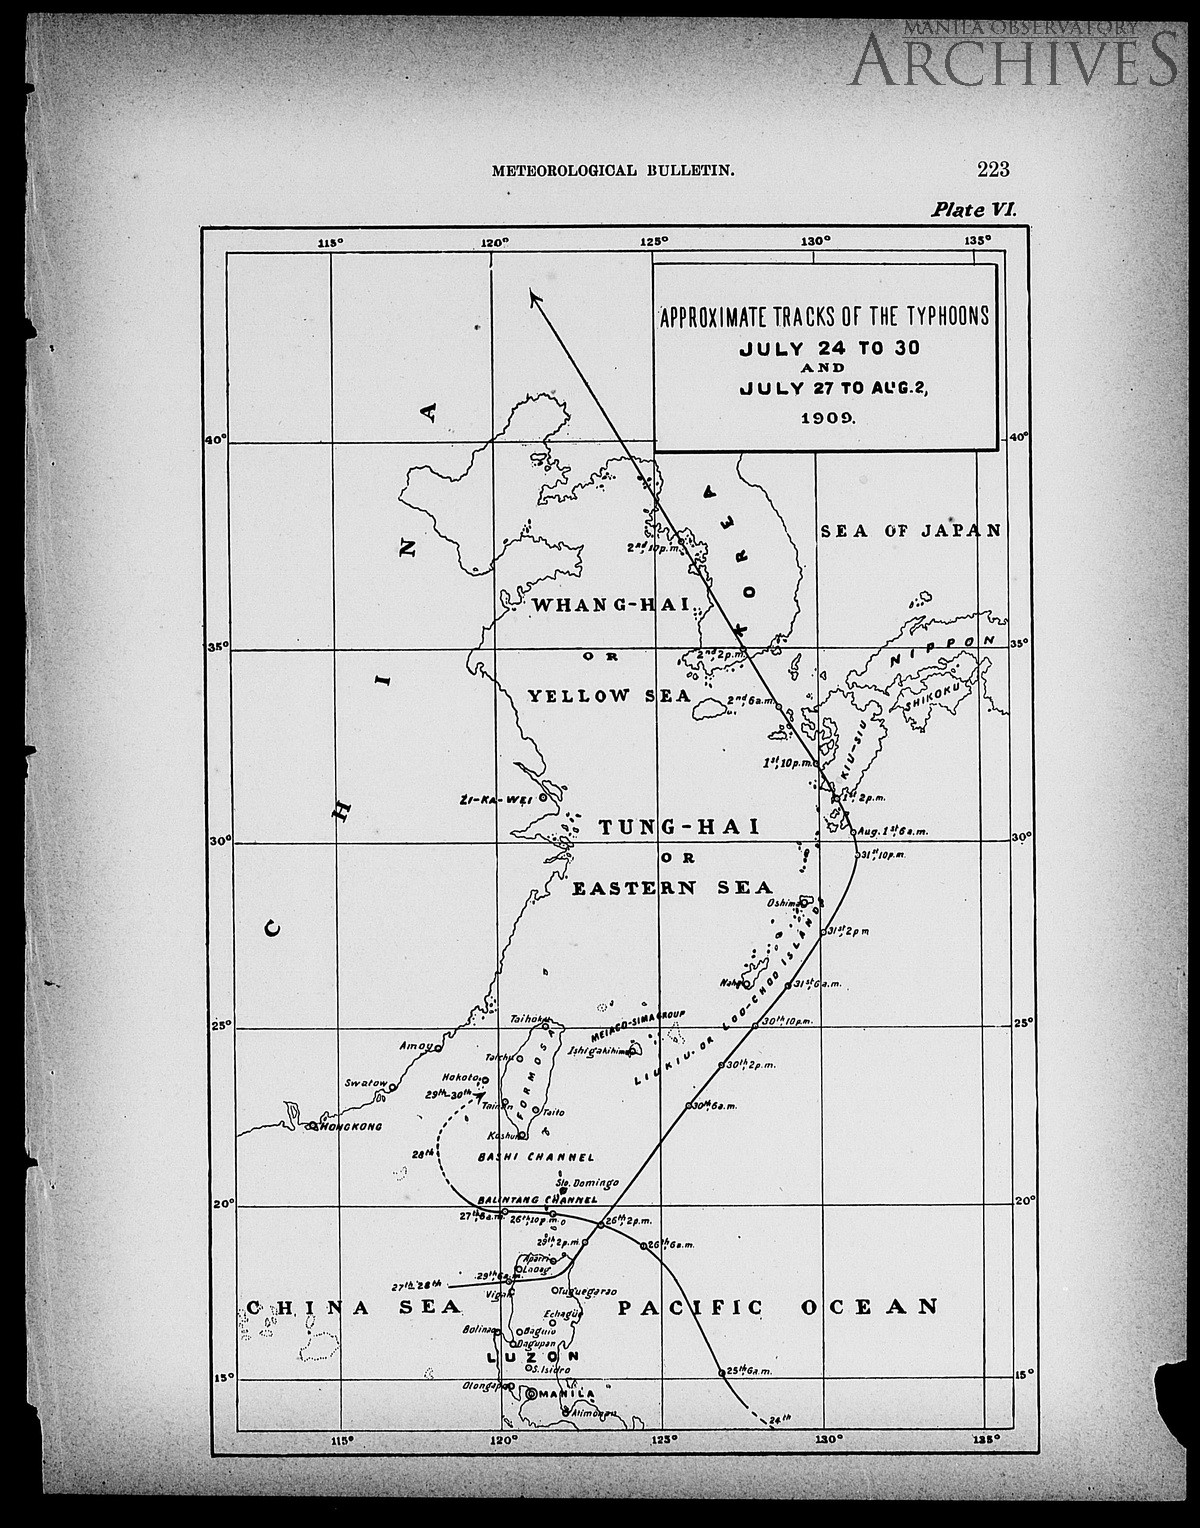 MANILA OBSERVATORY
ARCHIVES
METEOROLOGICAL BULLETIN.
223
Plate VI.
115° 120° 125° 130° 135°
APPROXIMATE TRACKS OF THE TYPHOONS
JULY 24 TO 30
AND
JULY 27 TO AUG. 2,
1909.
40° 40°
CHINA
KOREA
SEA OF JAPAN
2nd, 10p.m.
WHANG-HAI
OR
YELLOW SEA
35° 35°
2nd, 2p.m.
NIPPON
SHIKOKU
2nd, 6a.m.
KIU-SIU
1st, 10p.m.
ZI-KA-WEI
1st, 2p.m.
TUNG-HAI
OR
EASTERN SEA
Aug. 1st, 6a.m.
30° 30°
31st, 10p.m.
Oshima
31st, 2p.m
Naha
31st, 6a.m.
LIUKIU-OR LOO-CHOO ISLANDS
25° 25°
30th, 10p.m.
MEIACO-SIMA GROUP
Ishigakihima
Taihoku
FORMOSA
Amoy
Taichu
30th, 2p.m.
Swatow
Hokoto
29th-30th
Tainan
Taito
30th, 6a.m.
HONGKONG
Koshun
28th
BASHI CHANNEL
Sto. Domingo
BALINTANG CHANNEL
20° 20°
27th, 6a.m. 26th, 10p.m.
26th, 2p.m.
29th, 2p.m.
26th, 6a.m.
Aparri
Laoag
29th, 6a.m.
27th-28th
Vigan
Tuguegarao
CHINA SEA
PACIFIC OCEAN
Echagüe
Bolinao
Baguio
Dagupan
LUZON
S. Isidro
25th, 6a.m.
15° 15°
Olongapo
MANILA
Atimonan
24th
115° 120° 125° 130° 135°